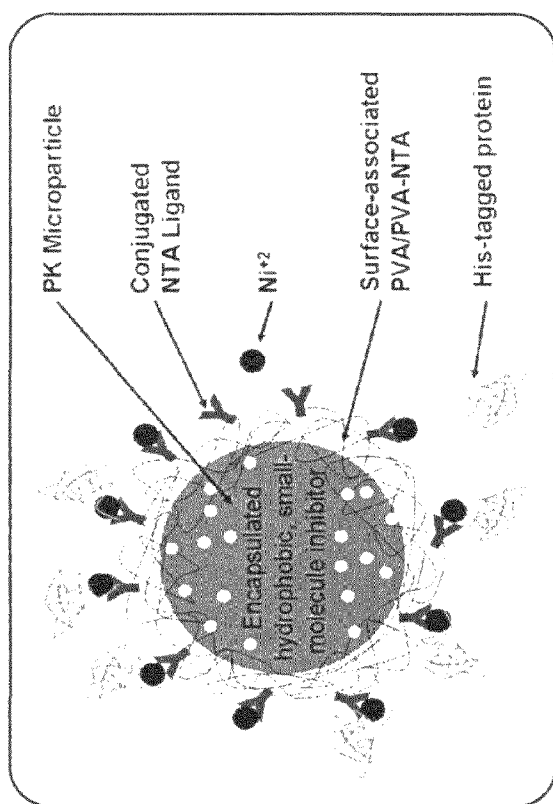 PK Microparticle
Conjugated
NTA Ligand
Ni+2
Surface-associated
PVA/PVA-NTA
His-tagged protein
Encapsulated
hydrophobic, small-
molecule inhibitor